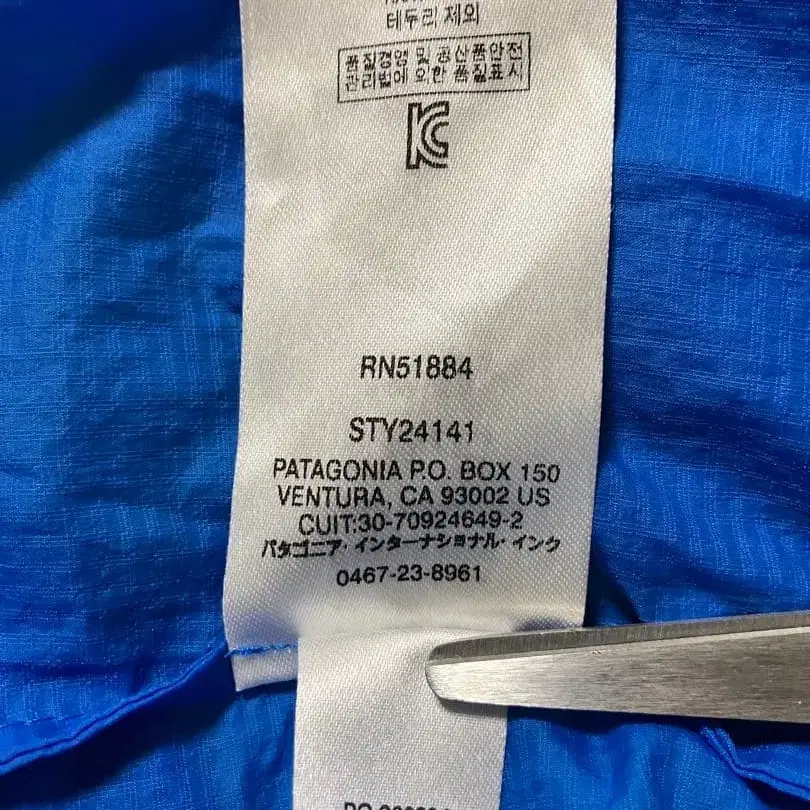 테두리 제외
품질경영 및 공산품안전
관리법에 의한 품질표시
RN51884
STY24141
PATAGONIA P.O. BOX 150
VENTURA, CA 93002 US
CUIT:30-70924649-2
パタゴニア・インターナショナル・インク
0467-23-8961